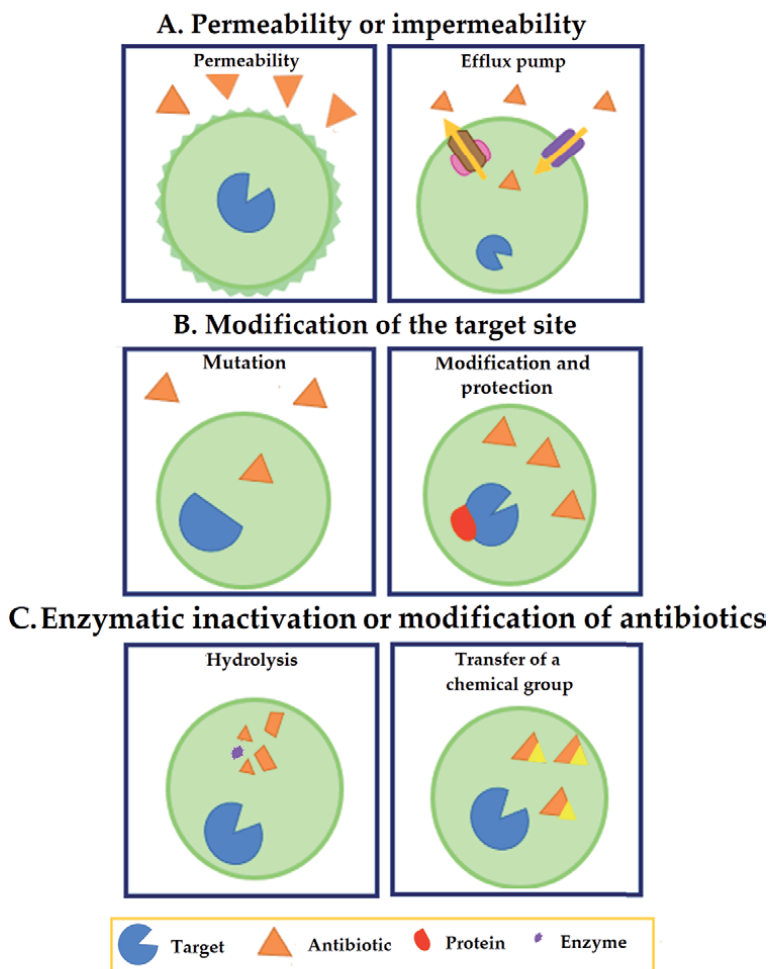 A. Permeability or impermeability
Permeability
Efflux pump
B. Modification of the target site
Mutation
Modification and
protection
C. Enzymatic inactivation or modification of antibiotics
Hydrolysis
Transfer of a
chemical group
Target
Antibiotic
Protein
Enzyme